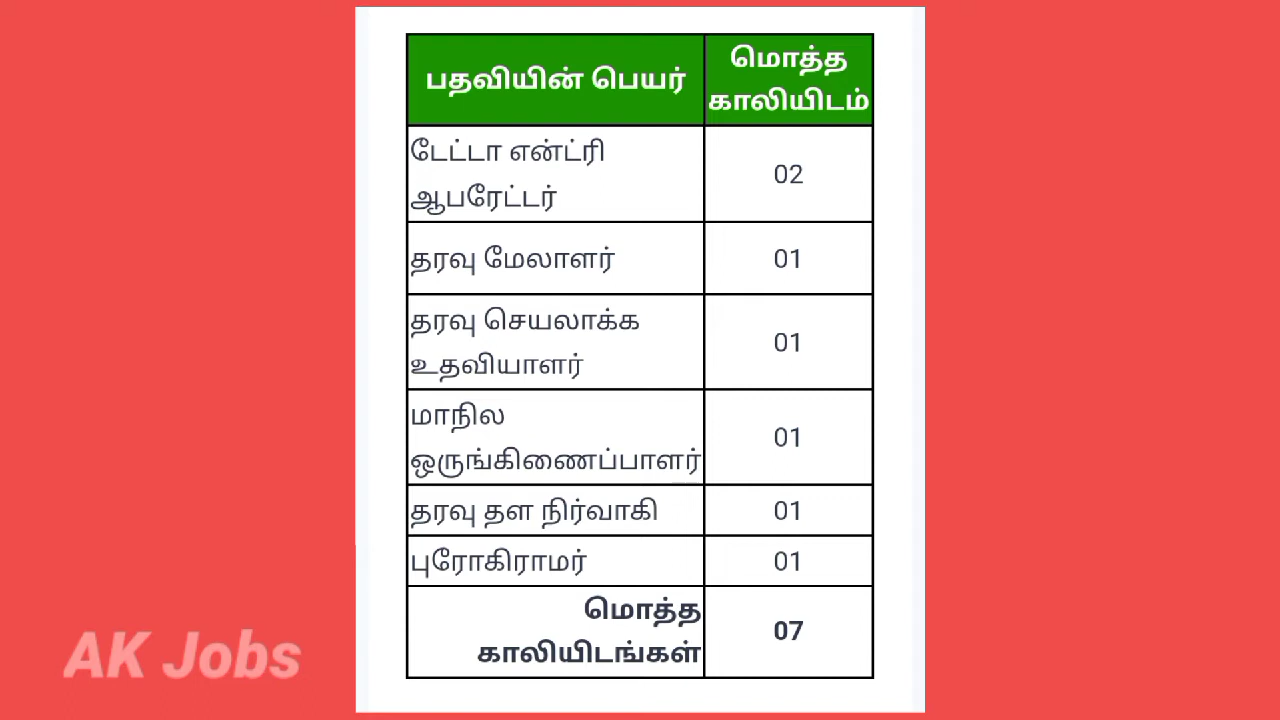 பதவியின் பெயர்
மொத்த
காலியிடம்
டேட்டா என்ட்ரி
ஆபரேட்டர்
02
தரவு மேலாளர்
01
தரவு செயலாக்க
உதவியாளர்
01
மாநில
ஒருங்கிணைப்பாளர்
01
தரவு தள நிர்வாகி
01
புரோகிராமர்
01
மொத்த
காலியிடங்கள்
07
AK Jobs